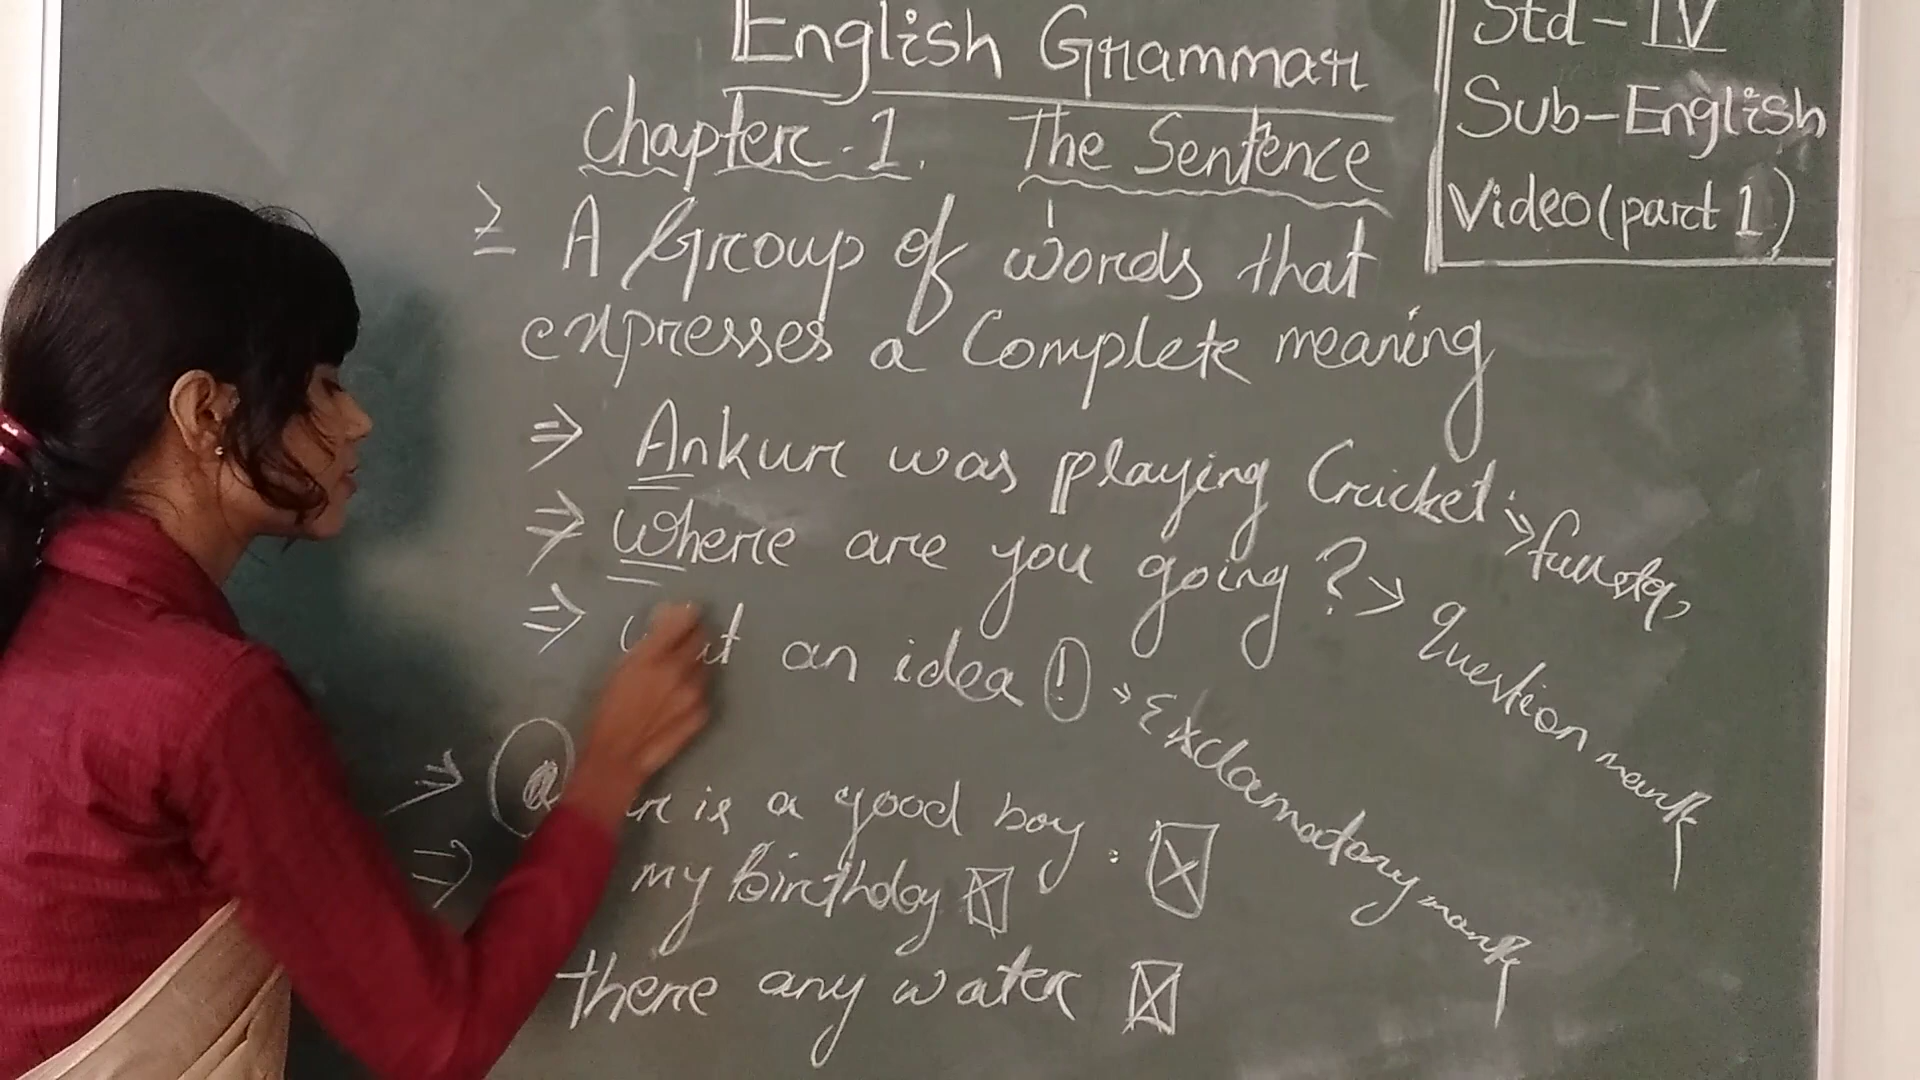 English Grammar
Std - IV
Sub-English
Video (part 1)
Chapter-1. The Sentence
A Group of words that
expresses a Complete meaning
⇒ Ankur was playing Cricket. → fullstop
⇒ Where are you going ? → Question mark
⇒ an idea ! → Exclamatory mark
⇒ is a good boy .
⇒ my birthday
there any water